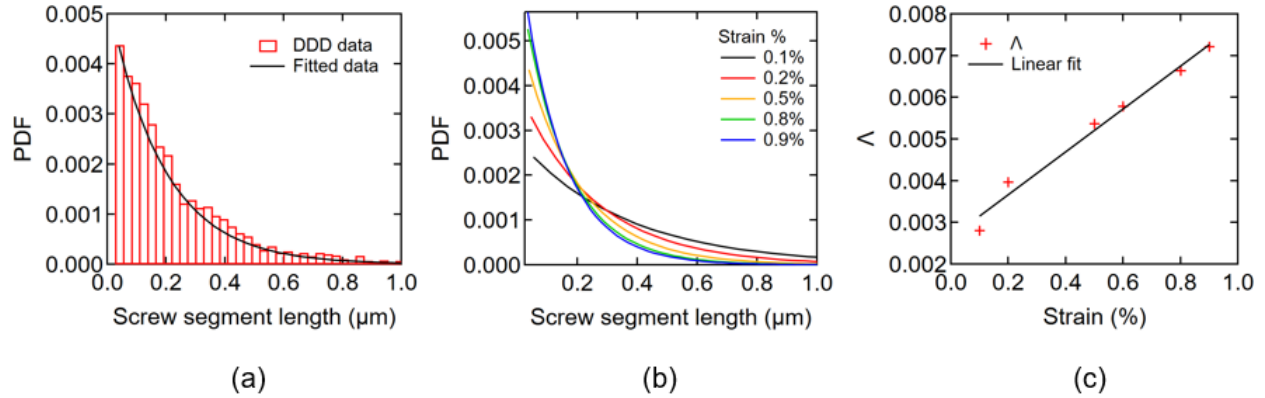 0.005
0.004
0.003
0.002
0.001
0.000
PDF
DDD data
Fitted data
0.0 0.2 0.4 0.6 0.8 1.0
Screw segment length (μm)
(a)
0.005
0.004
0.003
0.002
0.001
0.000
PDF
Strain %
0.1%
0.2%
0.5%
0.8%
0.9%
0.2 0.4 0.6 0.8 1.0
Screw segment length (μm)
(b)
0.008
0.007
0.006
0.005
0.004
0.003
0.002
Λ
Λ
Linear fit
0.0 0.2 0.4 0.6 0.8 1.0
Strain (%)
(c)